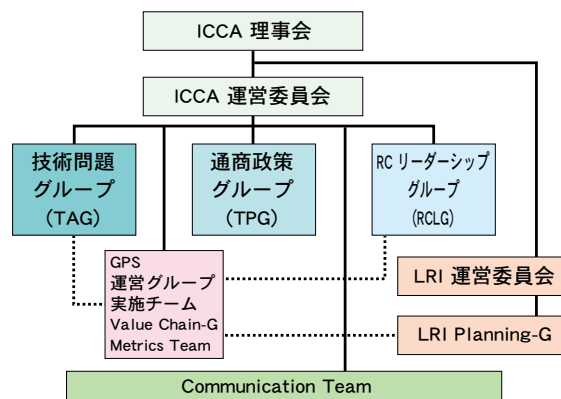 ICCA 理事会
ICCA 運営委員会
技術問題
グループ
(TAG)
通商政策
グループ
(TPG)
RC リーダーシップ
グループ
(RCLG)
GPS
運営グループ
実施チーム
Value Chain-G
Metrics Team
LRI 運営委員会
LRI Planning-G
Communication Team